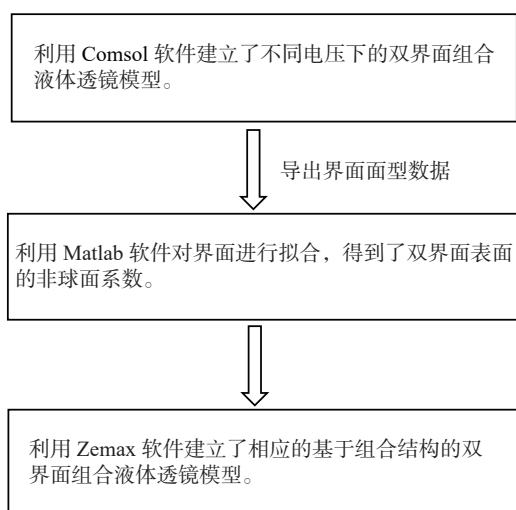 利用 Comsol 软件建立了不同电压下的双界面组合
液体透镜模型。
导出界面面型数据
利用 Matlab 软件对界面进行拟合，得到了双界面表面
的非球面系数。
利用 Zemax 软件建立了相应的基于组合结构的双
界面组合液体透镜模型。